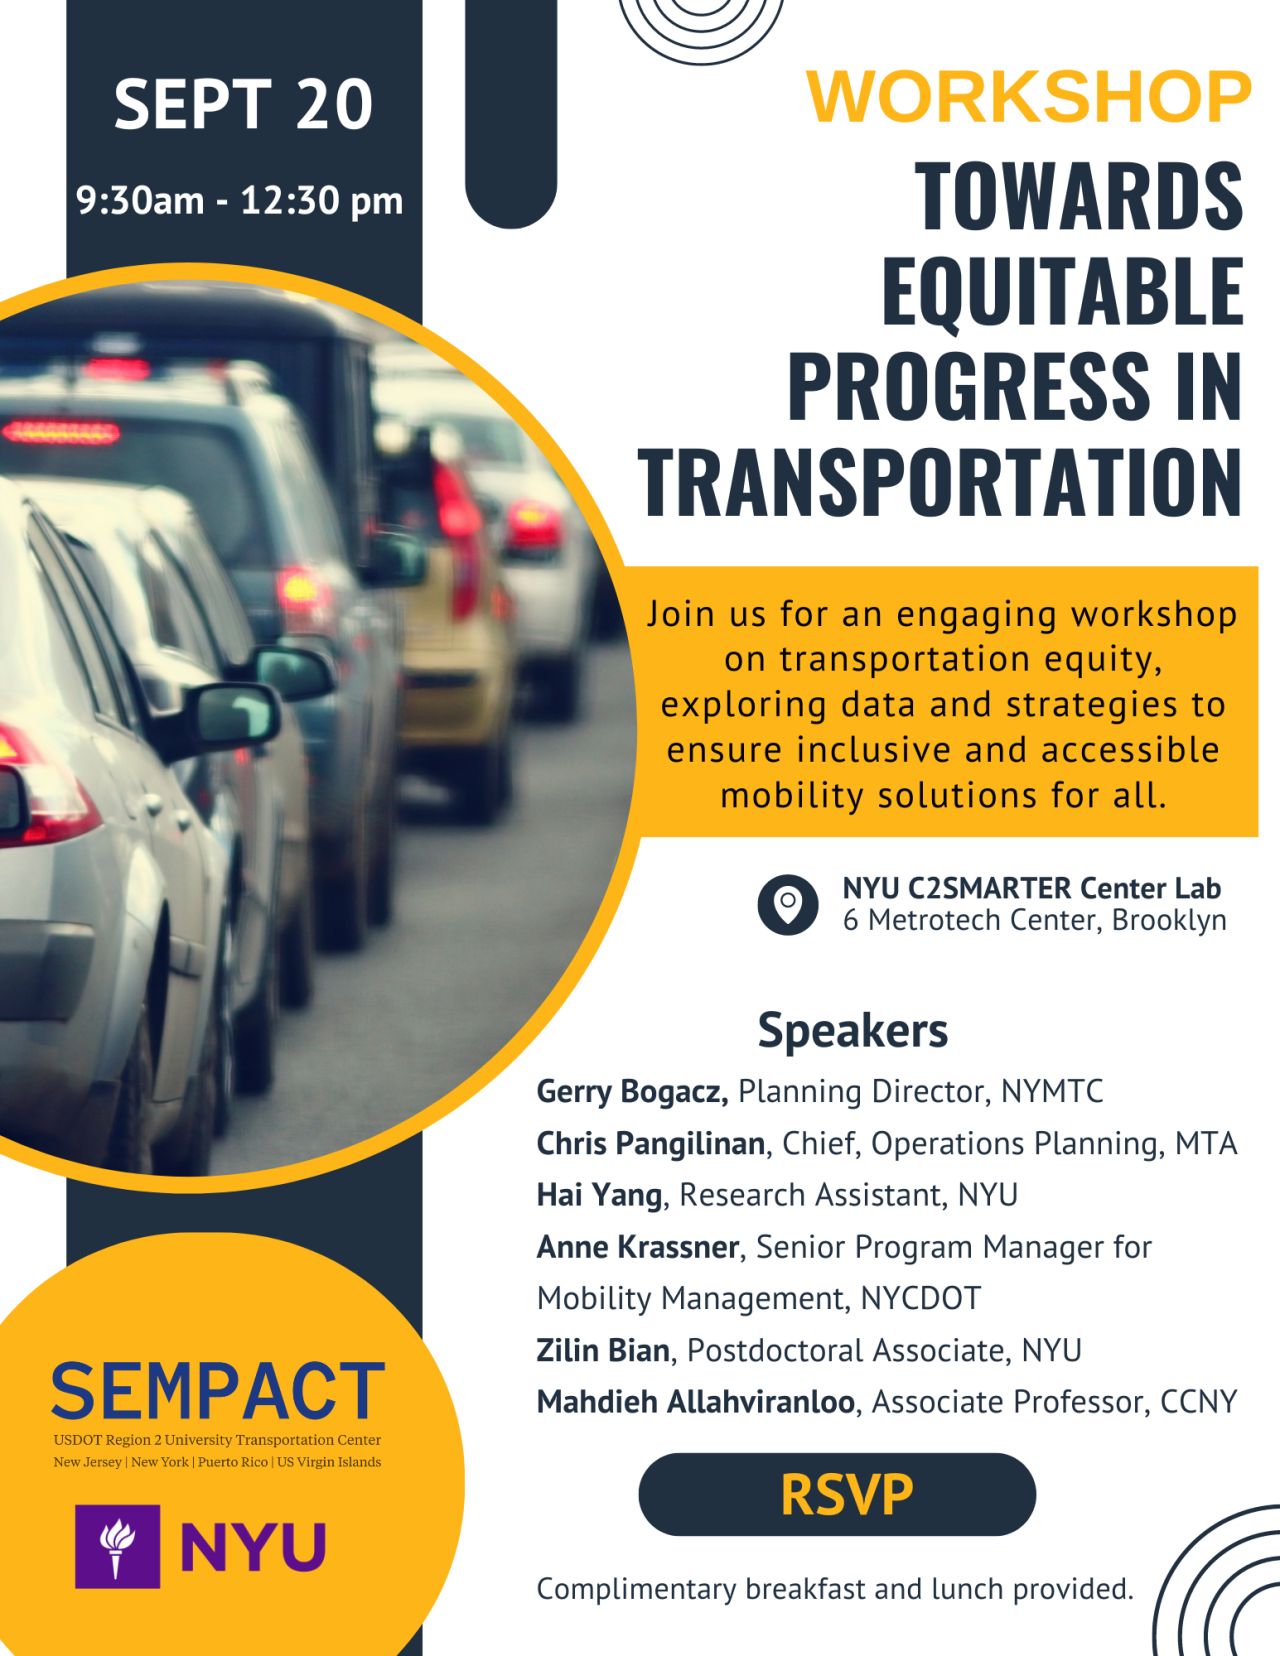 SEPT 20
9:30am - 12:30 pm
WORKSHOP
TOWARDS
EQUITABLE
PROGRESS IN
TRANSPORTATION
Join us for an engaging workshop
on transportation equity,
exploring data and strategies to
ensure inclusive and accessible
mobility solutions for all.
NYU C2SMARTER Center Lab
6 Metrotech Center, Brooklyn
Speakers
Gerry Bogacz, Planning Director, NYMTC
Chris Pangilinan, Chief, Operations Planning, MTA
Hai Yang, Research Assistant, NYU
Anne Krassner, Senior Program Manager for
Mobility Management, NYCDOT
Zilin Bian, Postdoctoral Associate, NYU
Mahdieh Allahviranloo, Associate Professor, CCNY
RSVP
Complimentary breakfast and lunch provided.
SEMPACT
USDOT Region 2 University Transportation Center
New Jersey | New York | Puerto Rico | US Virgin Islands
NYU